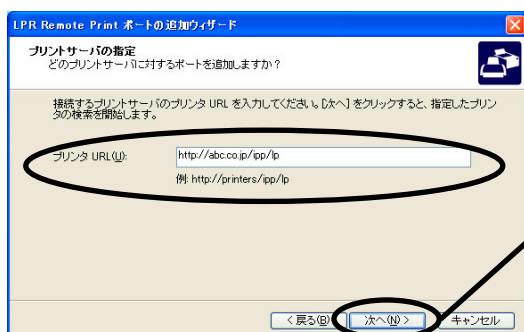 LPR Remote Print ポートの追加ウィザード
プリントサーバの指定
どのプリントサーバに対するポートを追加しますか？
接続するプリントサーバのプリンタ URL を入力してください。[次へ] をクリックすると、指定したプリン
タの検索を開始します。
プリンタ URL(U):
http://abc.co.jp/ipp/lp
例: http://printers/ipp/lp
< 戻る(B)
次へ(N) >
キャンセル